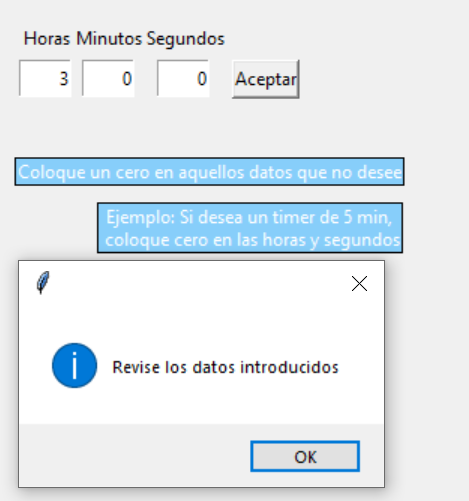 Horas Minutos Segundos
3 0 0 Aceptar
Coloque un cero en aquellos datos que no desee
Ejemplo: Si desea un timer de 5 min,
coloque cero en las horas y segundos
Revise los datos introducidos
OK